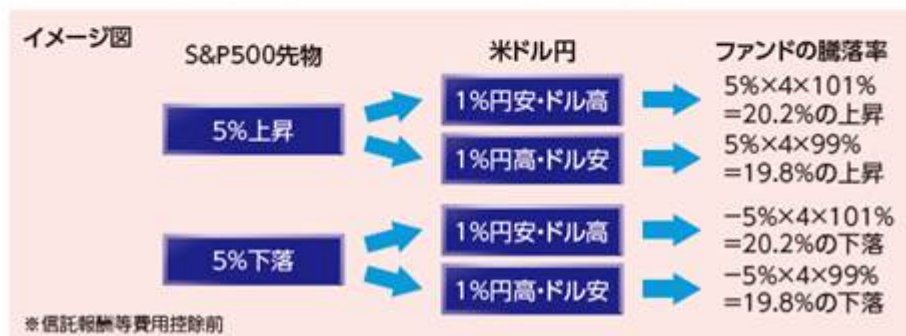 イメージ図
S&P500先物
米ドル円
ファンドの騰落率
5%上昇
1%円安・ドル高
5%×4×101%
=20.2%の上昇
1%円高・ドル安
5%×4×99%
=19.8%の上昇
5%下落
1%円安・ドル高
−5%×4×101%
=20.2%の下落
1%円高・ドル安
−5%×4×99%
=19.8%の下落
※信託報酬等費用控除前